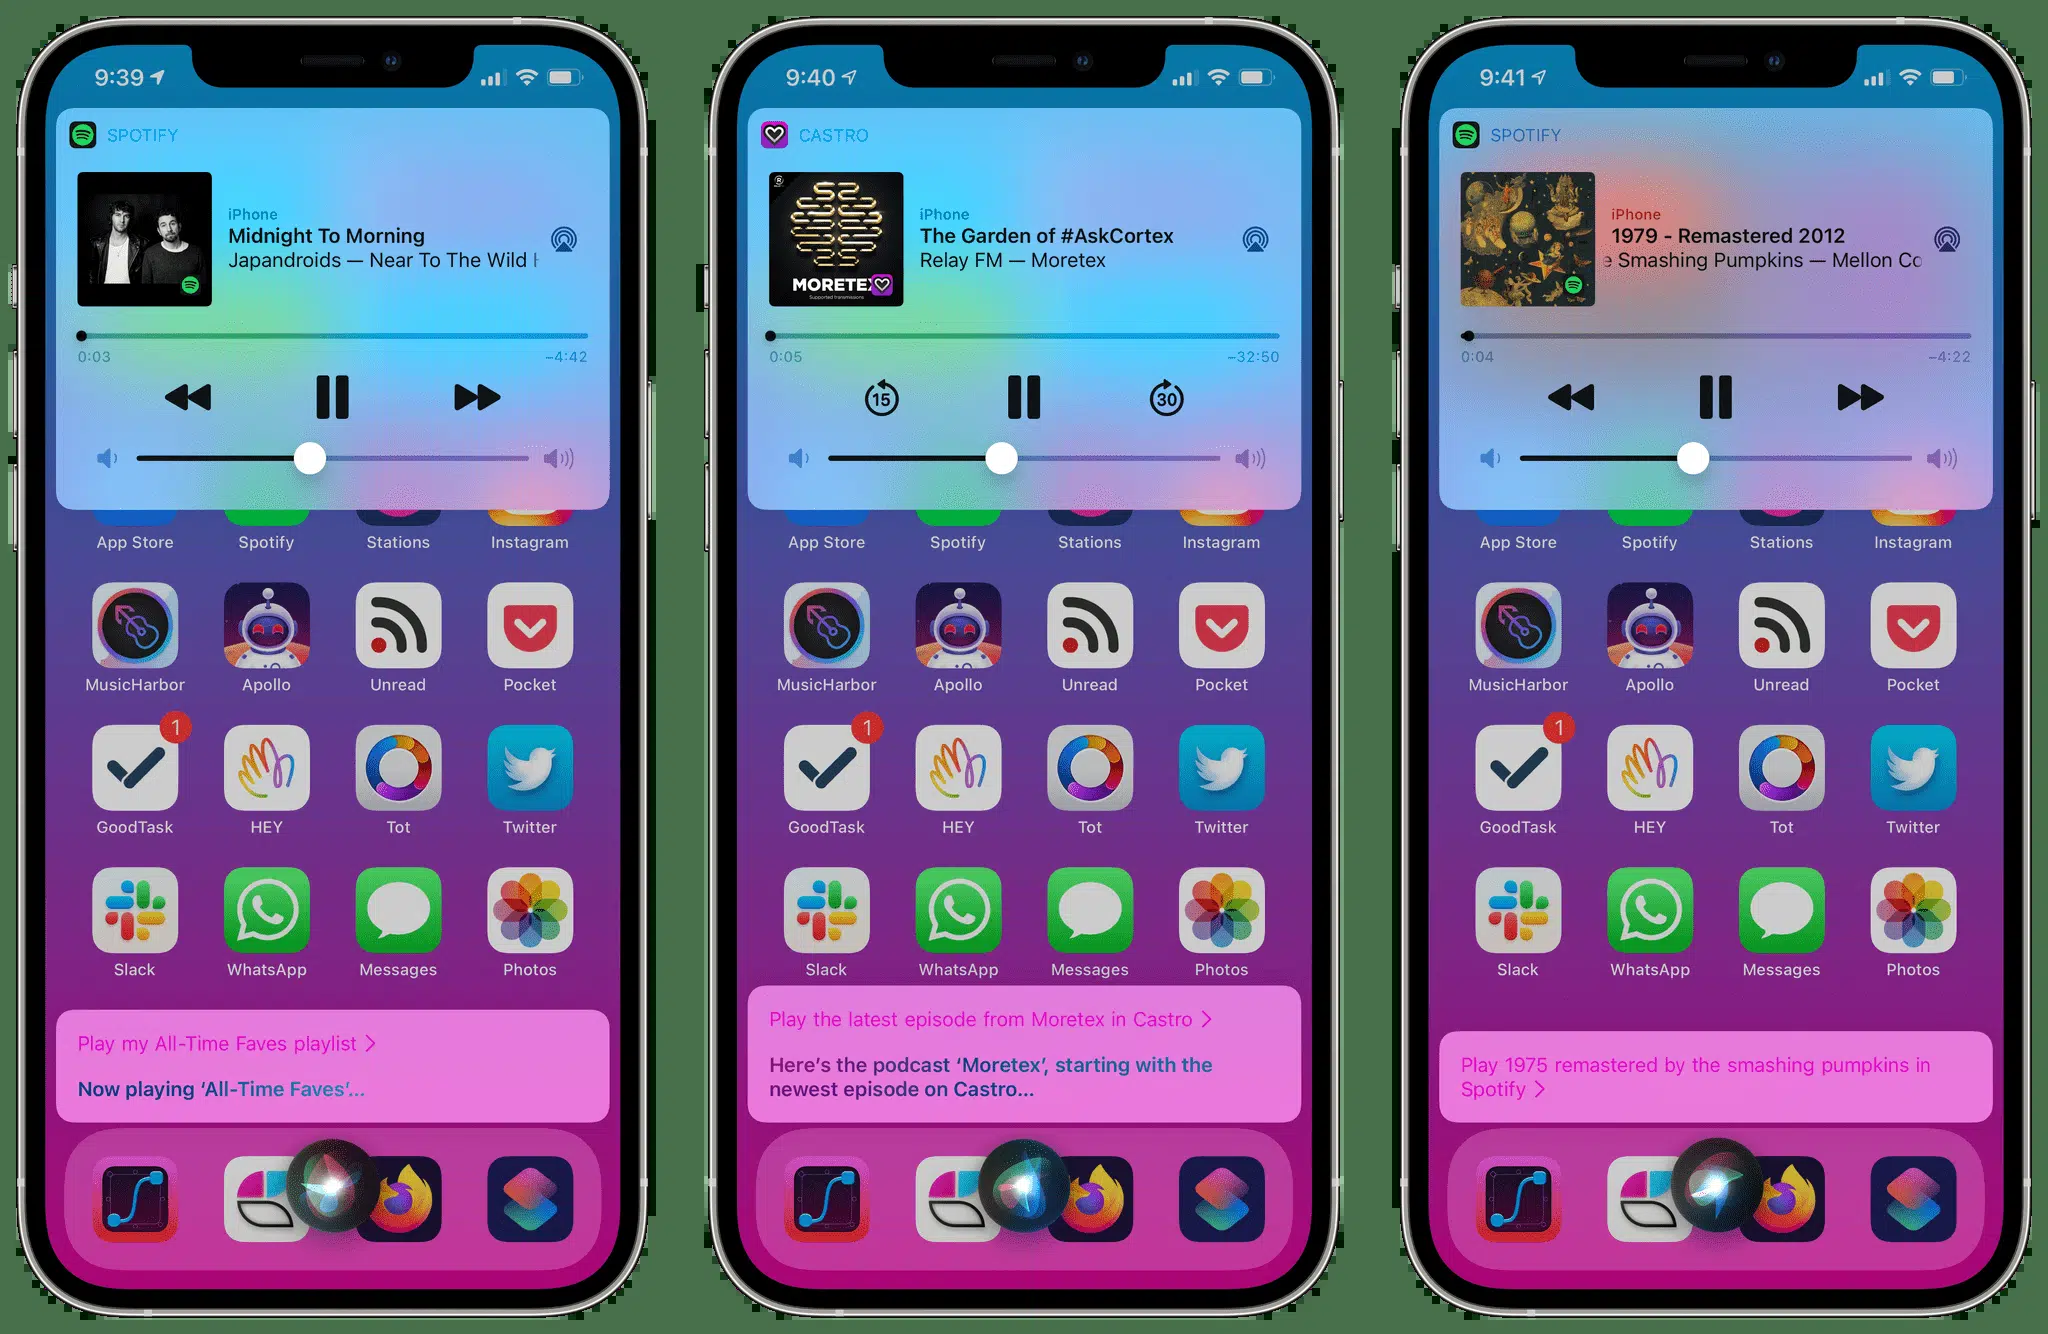 9:39
SPOTIFY
iPhone
Midnight To Morning
Japandroids — Near To The Wild
0:03
−4:42
App Store
Spotify
Stations
Instagram
MusicHarbor
Apollo
Unread
Pocket
1
GoodTask
HEY
Tot
Twitter
Slack
WhatsApp
Messages
Photos
Play my All-Time Faves playlist >
Now playing ‘All-Time Faves’...
9:40
CASTRO
MORETEX
Supported transmissions
iPhone
The Garden of #AskCortex
Relay FM — Moretex
0:05
−32:50
15
30
App Store
Spotify
Stations
Instagram
MusicHarbor
Apollo
Unread
Pocket
1
GoodTask
HEY
Tot
Twitter
Slack
WhatsApp
Messages
Photos
Play the latest episode from Moretex in Castro >
Here’s the podcast ‘Moretex’, starting with the
newest episode on Castro...
9:41
SPOTIFY
iPhone
1979 - Remastered 2012
e Smashing Pumpkins — Mellon Co
0:04
−4:22
App Store
Spotify
Stations
Instagram
MusicHarbor
Apollo
Unread
Pocket
1
GoodTask
HEY
Tot
Twitter
Slack
WhatsApp
Messages
Photos
Play 1975 remastered by the smashing pumpkins in
Spotify >